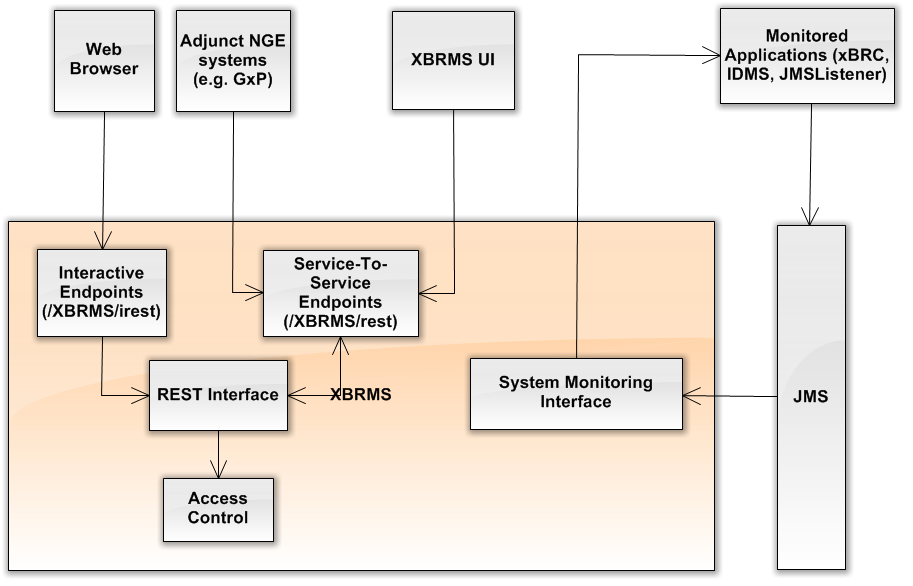 Web
Browser
Adjunct NGE
systems
(e.g. GxP)
XBRMS UI
Monitored
Applications (xBRC,
IDMS, JMSListener)
Interactive
Endpoints
(/XBRMS/irest)
Service-To-
Service
Endpoints
(/XBRMS/rest)
REST Interface
XBRMS
System Monitoring
Interface
JMS
Access
Control